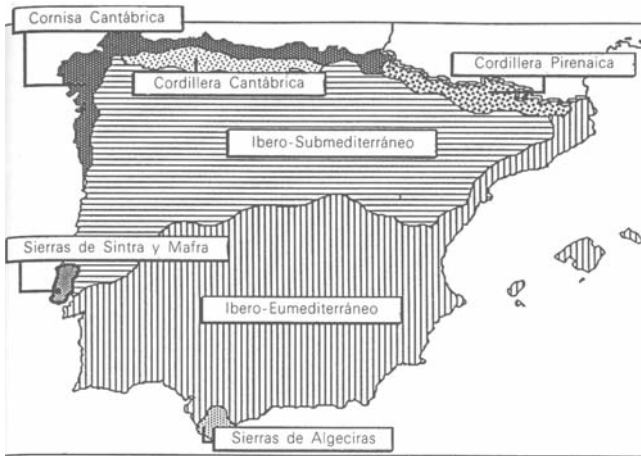 Cornisa Cantábrica
Cordillera Pirenaica
Cordillera Cantábrica
Ibero-Submediterráneo
Sierras de Sintra y Mafra
Ibero-Eumediterráneo
Sierras de Algeciras